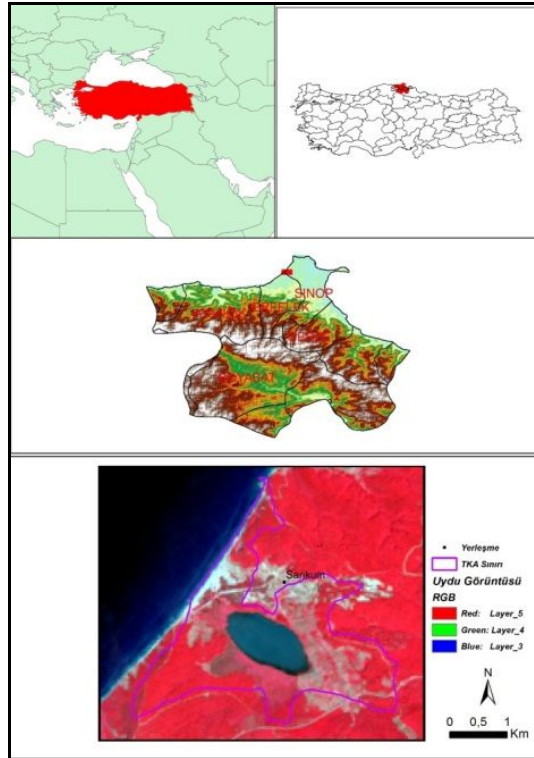 SINOP
Sarıkum
Yerleşme
TKA Sınırı
Uydu Görüntüsü
RGB
Red: Layer_5
Green: Layer_4
Blue: Layer_3
N
0 0,5 1
Km